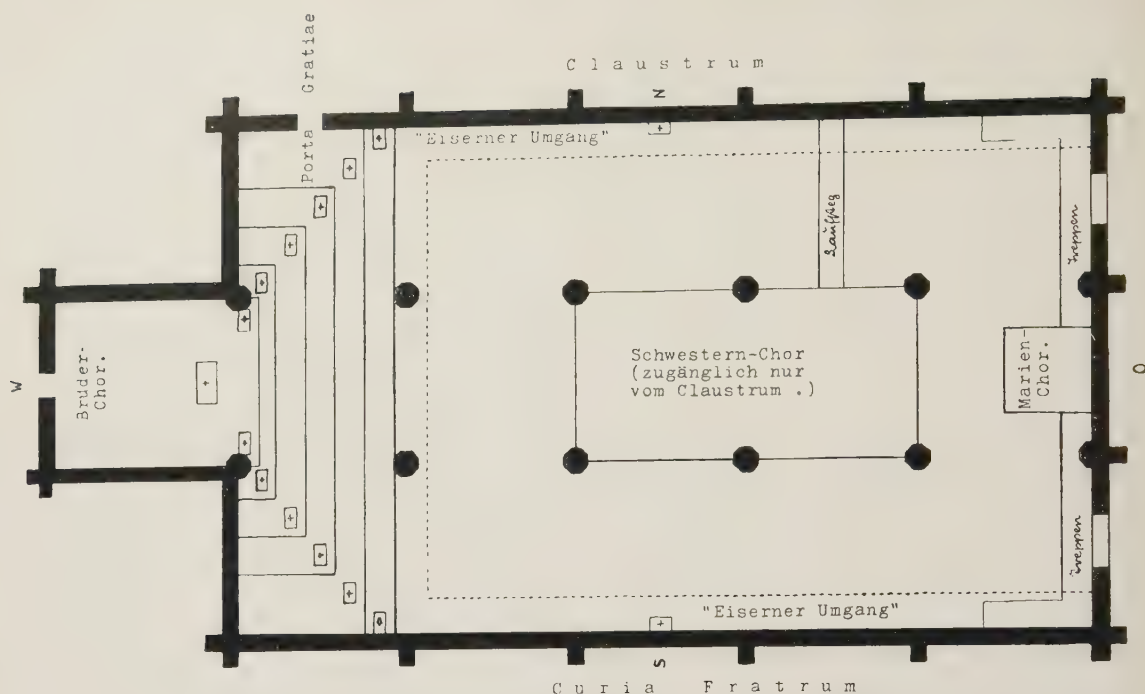 Claustrum
Porta Gratiae
N
"Eiserner Umgang"
Laufsteg
Treppen
W
Bruder-
Chor.
Schwestern-Chor
(zugänglich nur
vom Claustrum .)
Marien-
Chor.
O
Treppen
"Eiserner Umgang"
S
Curia Fratrum